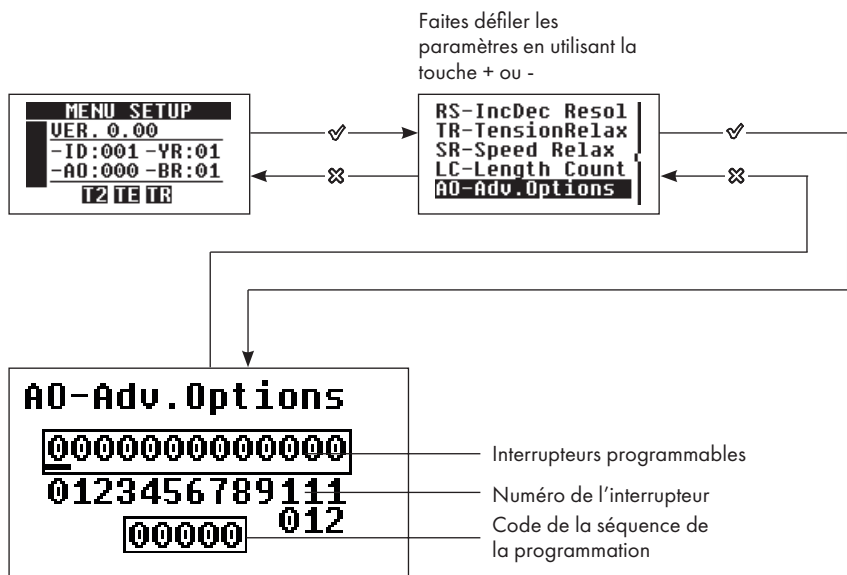 Faites défiler les
paramètres en utilisant la
touche + ou -
MENU SETUP
VER. 0.00
-ID:001 -YR:01
-AO:000 -BR:01
T2 TE TR
RS-IncDec Resol
TR-TensionRelax
SR-Speed Relax
LC-Length Count
AO-Adv.Options
AO-Adv.Options
0000000000000
Interrupteurs programmables
0123456789111
Numéro de l'interrupteur
012
00000
Code de la séquence de
la programmation